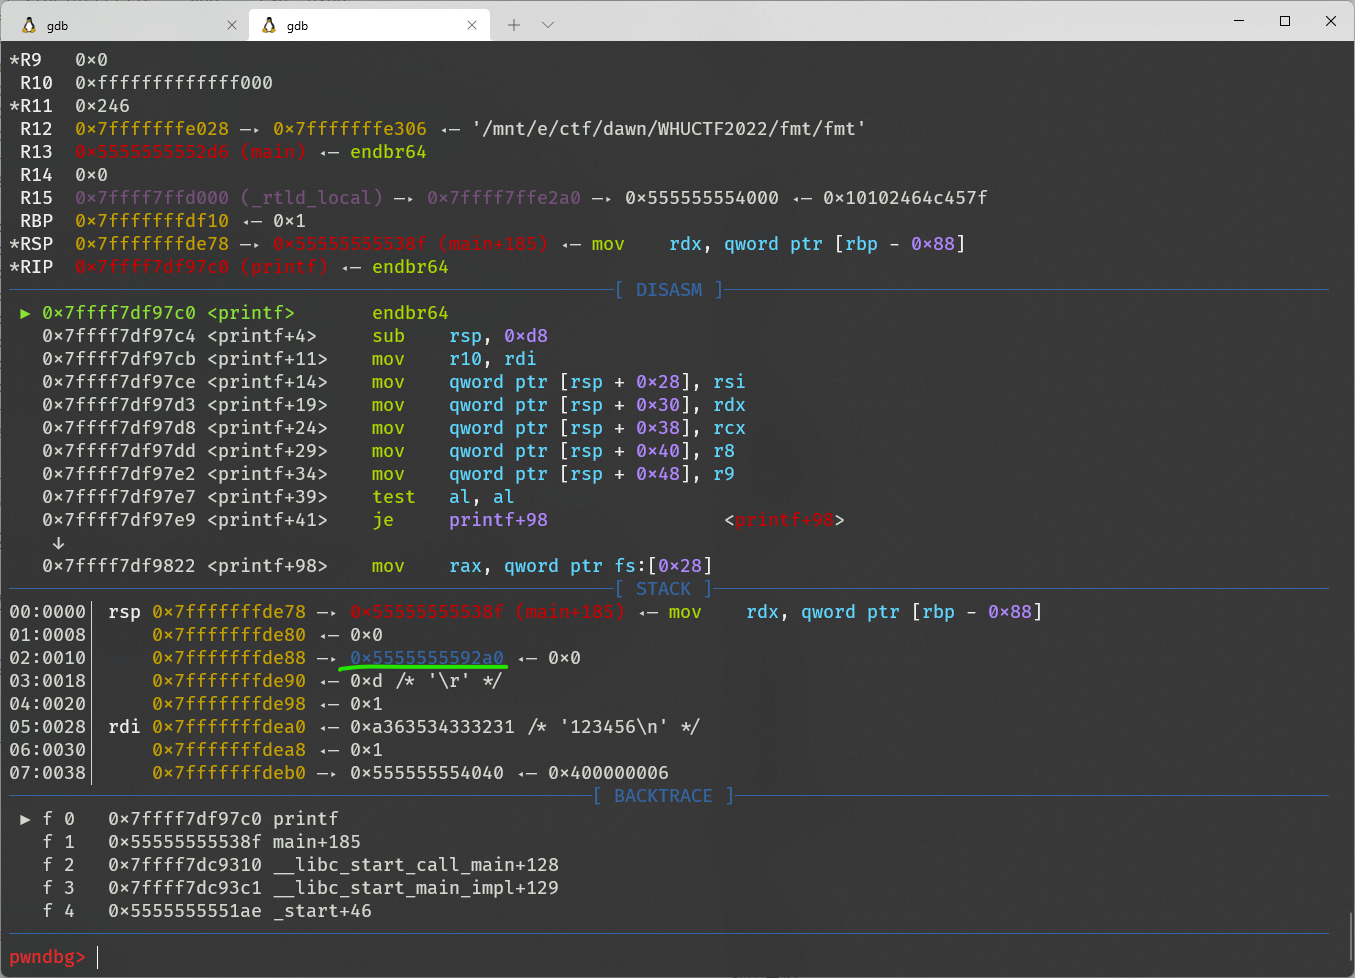 gdb
gdb
*R9   0×0
 R10  0×fffffffffffff000
*R11  0×246
 R12  0×7fffffffe028 —▸ 0×7fffffffe306 ◂— '/mnt/e/ctf/dawn/WHUCTF2022/fmt/fmt'
 R13  0×5555555552d6 (main) ◂— endbr64
 R14  0×0
 R15  0×7ffff7ffd000 (_rtld_local) —▸ 0×7ffff7ffe2a0 —▸ 0×555555554000 ◂— 0×10102464c457f
 RBP  0×7fffffffdf10 ◂— 0×1
*RSP  0×7fffffffde78 —▸ 0×55555555538f (main+185) ◂— mov    rdx, qword ptr [rbp - 0×88]
*RIP  0×7ffff7df97c0 (printf) ◂— endbr64
[ DISASM ]
 ► 0×7ffff7df97c0 <printf>       endbr64
   0×7ffff7df97c4 <printf+4>     sub    rsp, 0×d8
   0×7ffff7df97cb <printf+11>    mov    r10, rdi
   0×7ffff7df97ce <printf+14>    mov    qword ptr [rsp + 0×28], rsi
   0×7ffff7df97d3 <printf+19>    mov    qword ptr [rsp + 0×30], rdx
   0×7ffff7df97d8 <printf+24>    mov    qword ptr [rsp + 0×38], rcx
   0×7ffff7df97dd <printf+29>    mov    qword ptr [rsp + 0×40], r8
   0×7ffff7df97e2 <printf+34>    mov    qword ptr [rsp + 0×48], r9
   0×7ffff7df97e7 <printf+39>    test   al, al
   0×7ffff7df97e9 <printf+41>    je     printf+98                <printf+98>
    ↓
   0×7ffff7df9822 <printf+98>    mov    rax, qword ptr fs:[0×28]
[ STACK ]
00:0000│ rsp 0×7fffffffde78 —▸ 0×55555555538f (main+185) ◂— mov    rdx, qword ptr [rbp - 0×88]
01:0008│     0×7fffffffde80 ◂— 0×0
02:0010│     0×7fffffffde88 —▸ 0×5555555592a0 ◂— 0×0
03:0018│     0×7fffffffde90 ◂— 0×d /* '\r' */
04:0020│     0×7fffffffde98 ◂— 0×1
05:0028│ rdi 0×7fffffffdea0 ◂— 0×a363534333231 /* '123456\n' */
06:0030│     0×7fffffffdea8 ◂— 0×1
07:0038│     0×7fffffffdeb0 —▸ 0×555555554040 ◂— 0×400000006
[ BACKTRACE ]
 ► f 0   0×7ffff7df97c0 printf
   f 1   0×55555555538f main+185
   f 2   0×7ffff7dc9310 __libc_start_call_main+128
   f 3   0×7ffff7dc93c1 __libc_start_main_impl+129
   f 4   0×5555555551ae _start+46
pwndbg>